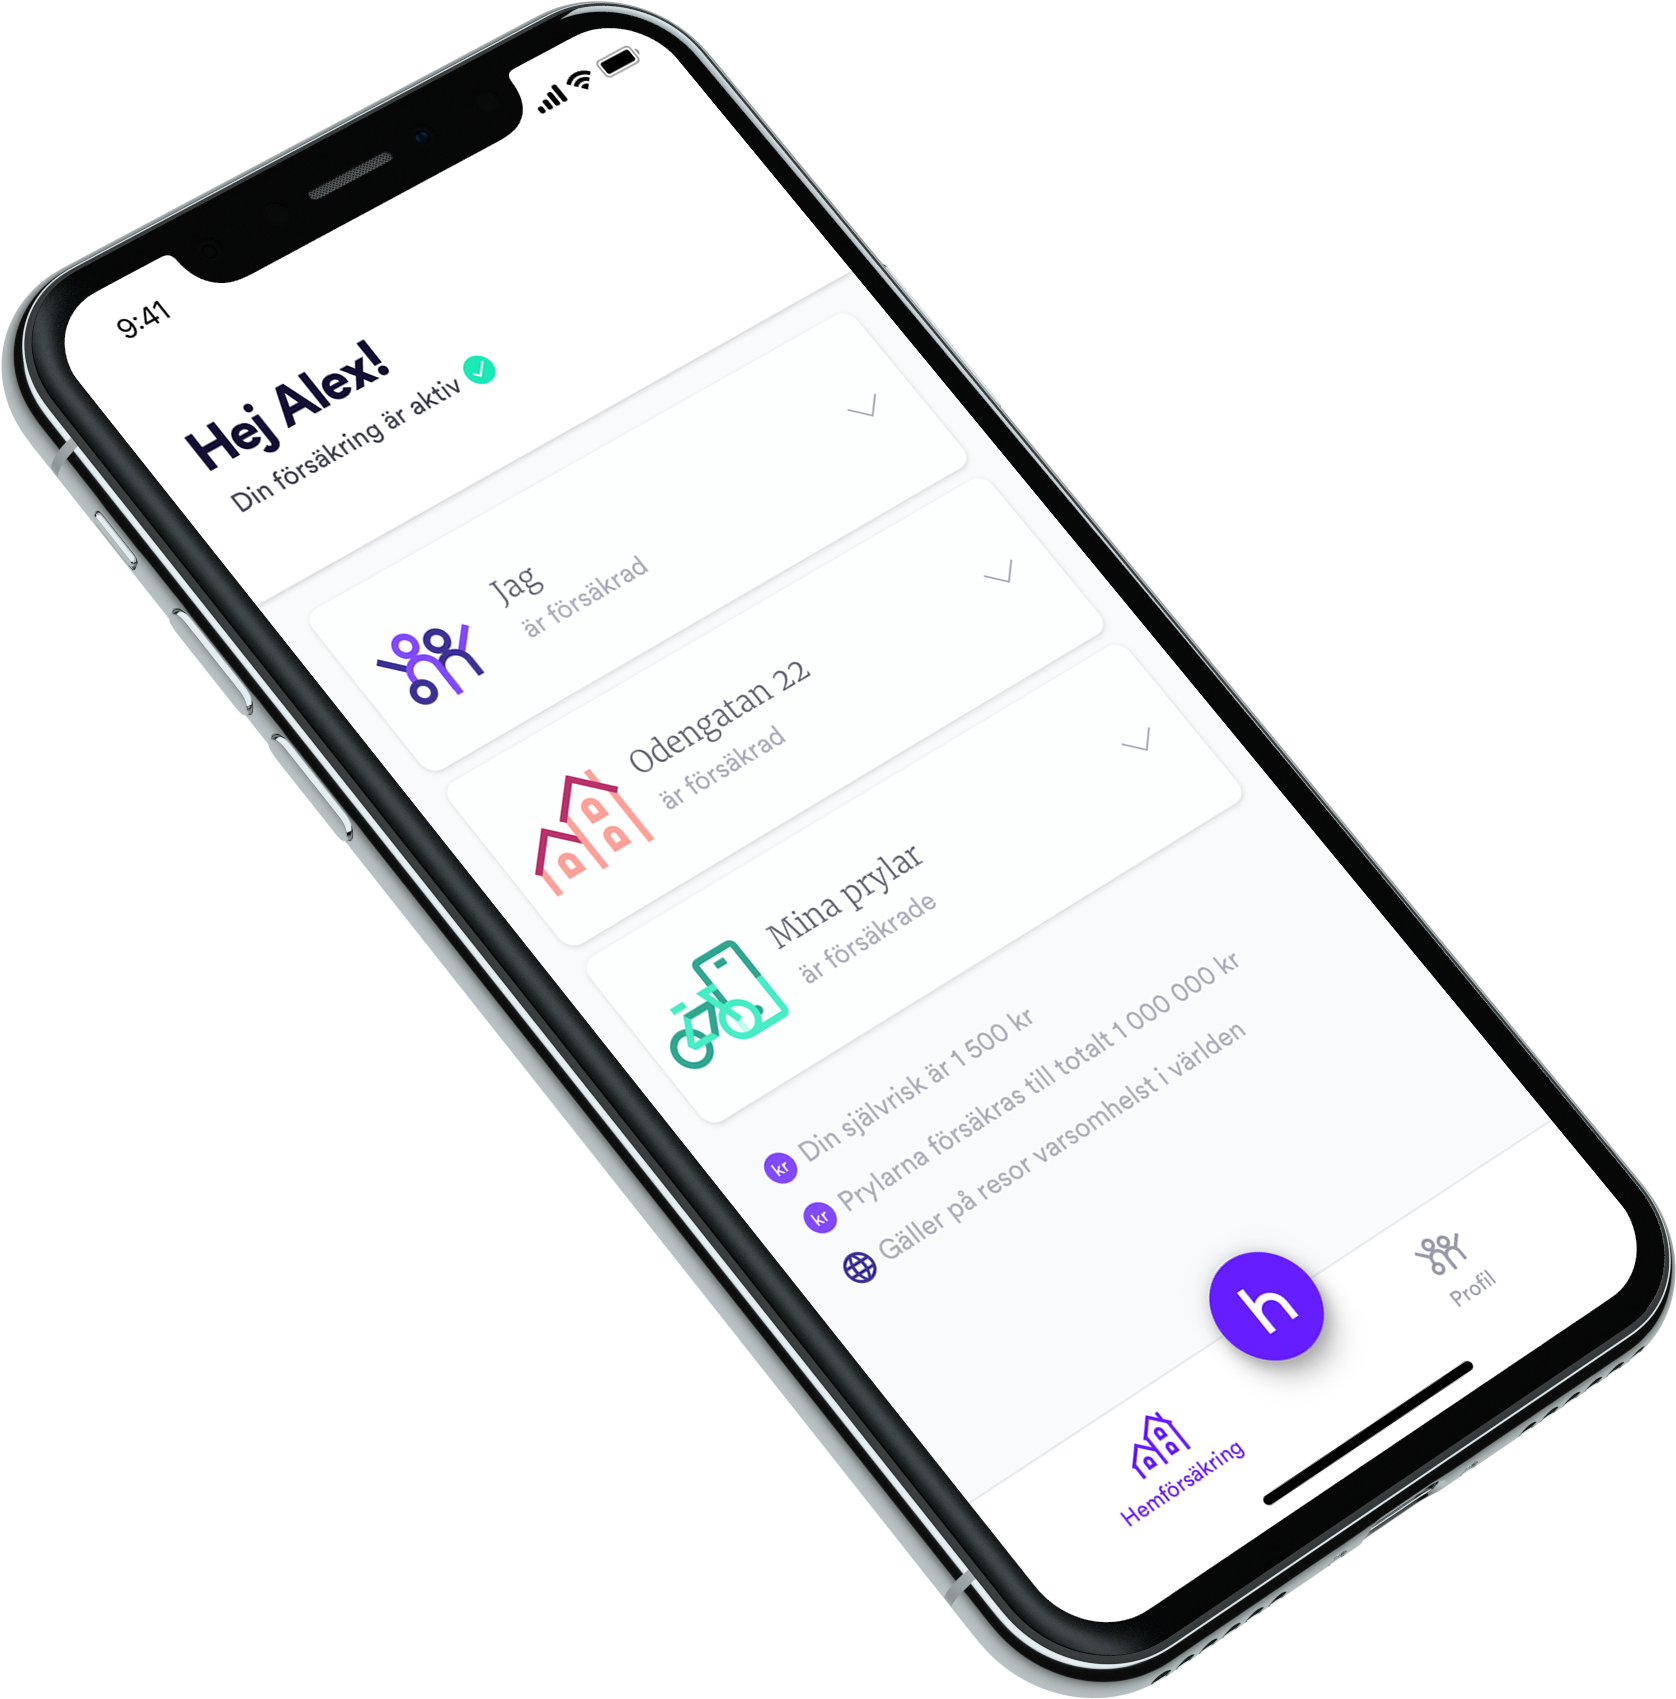 9:41
Hej Alex!
Din försäkring är aktiv
Jag
är försäkrad
Odengatan 22
är försäkrad
Mina prylar
är försäkrade
kr Din självrisk är 1 500 kr
kr Prylarna försäkras till totalt 1 000 000 kr
Gäller på resor varsomhelst i världen
Hemförsäkring
h
Profil